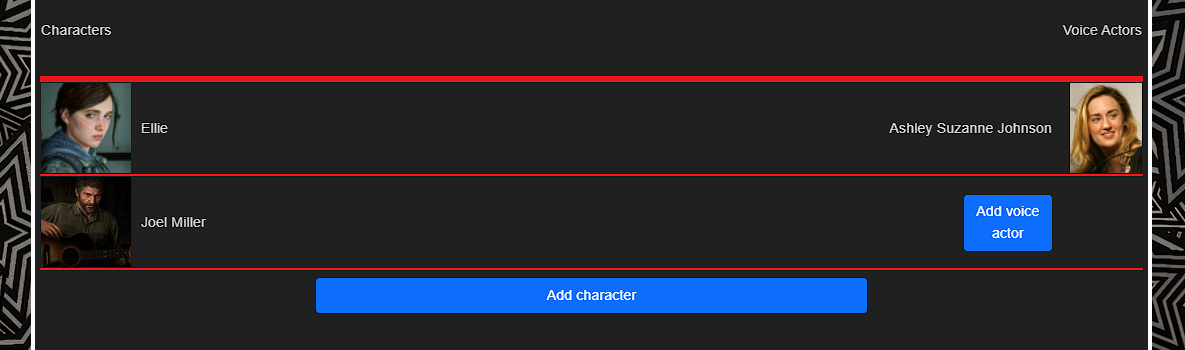 Characters
Voice Actors
Ellie
Ashley Suzanne Johnson
Joel Miller
Add voice
actor
Add character